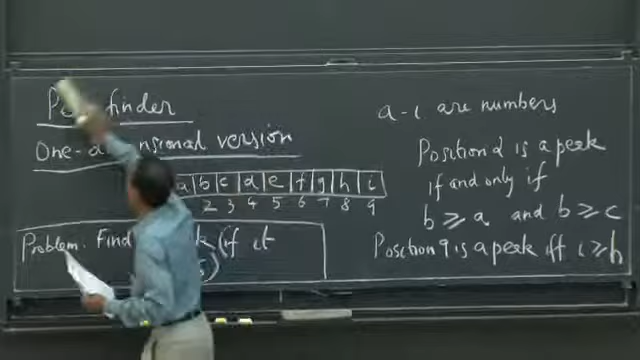 finder
One-d mensional version
a b c d e f g h i
2 3 4 5 6 7 8 9
Problem. Find k (if it
s)
a-i are numbers
Position 2 is a peak
if and only if
b ≥ a and b ≥ c
Position 9 is a peak iff i ≥ h